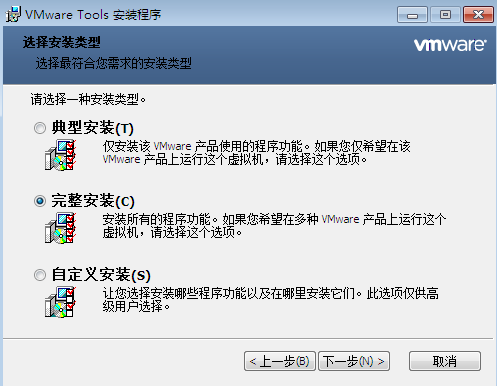 VMware Tools 安装程序
选择安装类型
选择最符合您需求的安装类型
vmware
请选择一种安装类型。
典型安装(T)
仅安装该 VMware 产品使用的程序功能。如果您仅希望在该
VMware 产品上运行这个虚拟机，请选择这个选项。
完整安装(C)
安装所有的程序功能。如果您希望在多种 VMware 产品上运行这个
虚拟机，请选择这个选项。
自定义安装(S)
让您选择安装哪些程序功能以及在哪里安装它们。此选项仅供高
级用户选择。
< 上一步(B) 下一步(N) > 取消